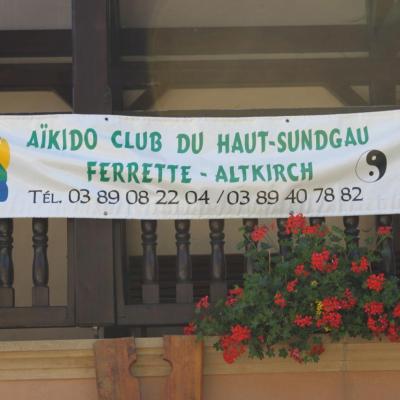 AÏKIDO CLUB DU HAUT-SUNDGAU
FERRETTE - ALTKIRCH
TÉL. 03 89 08 22 04 / 03 89 40 78 82